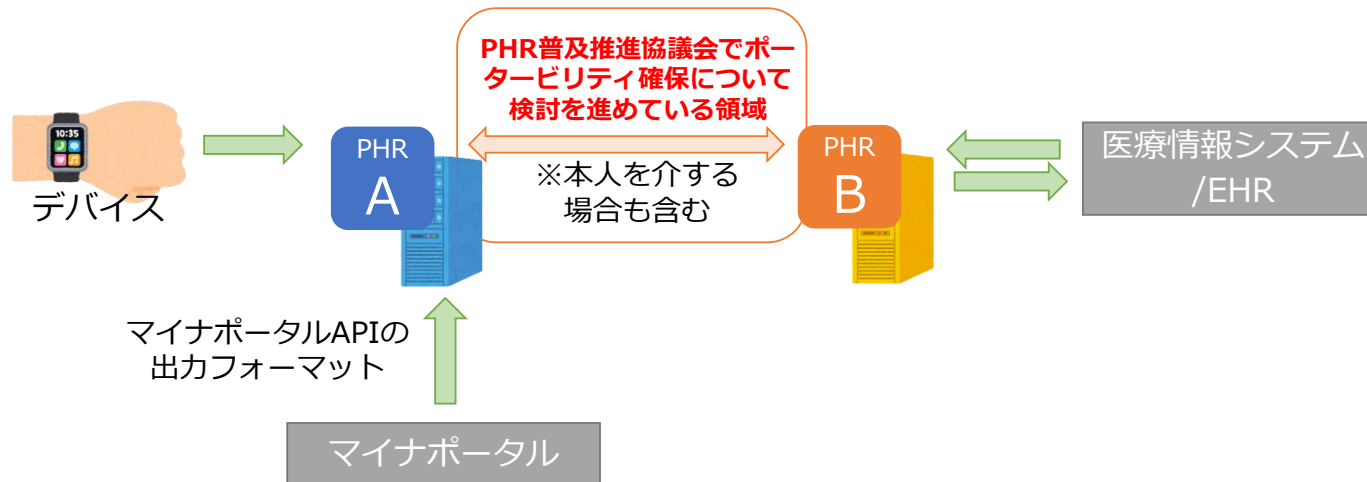 PHR普及推進協議会でポー
タービリティ確保について
検討を進めている領域
10:35
デバイス
PHR
A
※本人を介する
場合も含む
PHR
B
医療情報システム
/EHR
マイナポータルAPIの
出力フォーマット
マイナポータル